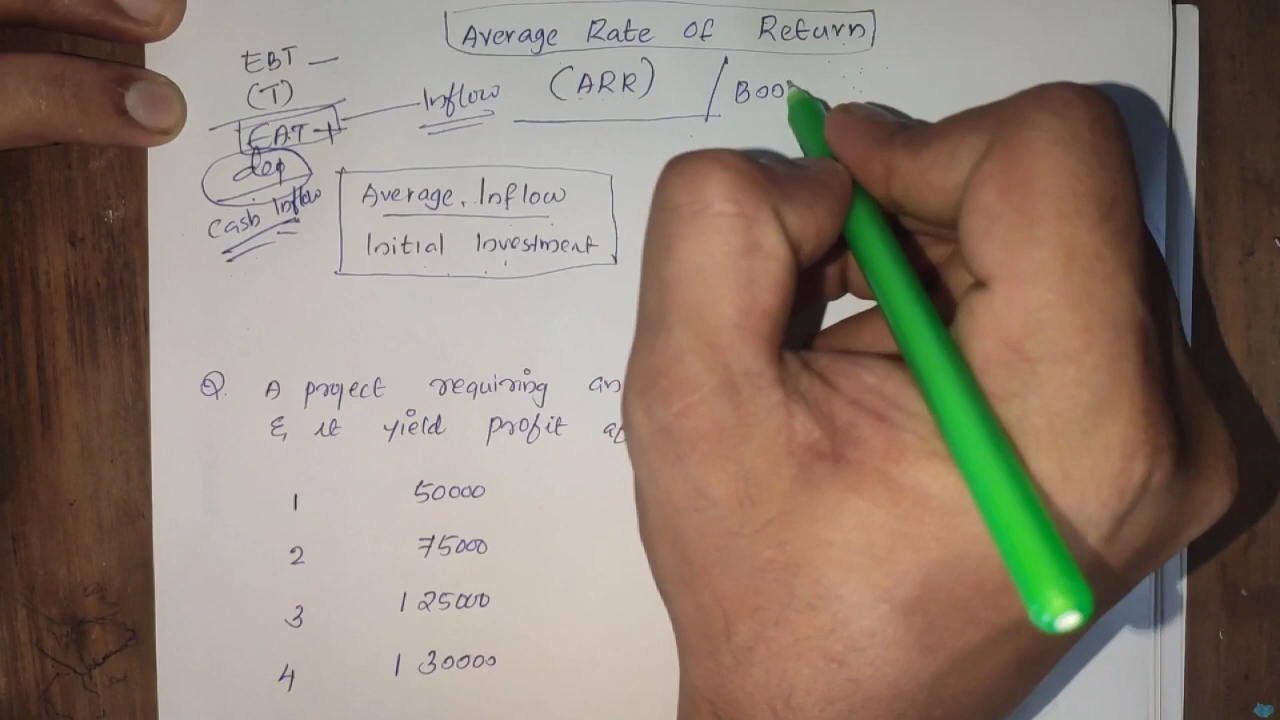 Average Rate of Return
(ARR) / Boo
EBT —
(T)
EAT
Inflow
dep
Cash Inflow
Average Inflow
Initial Investment
Q. A project requiring an
& it yield profit
1 50000
2 75000
3 125000
4 130000